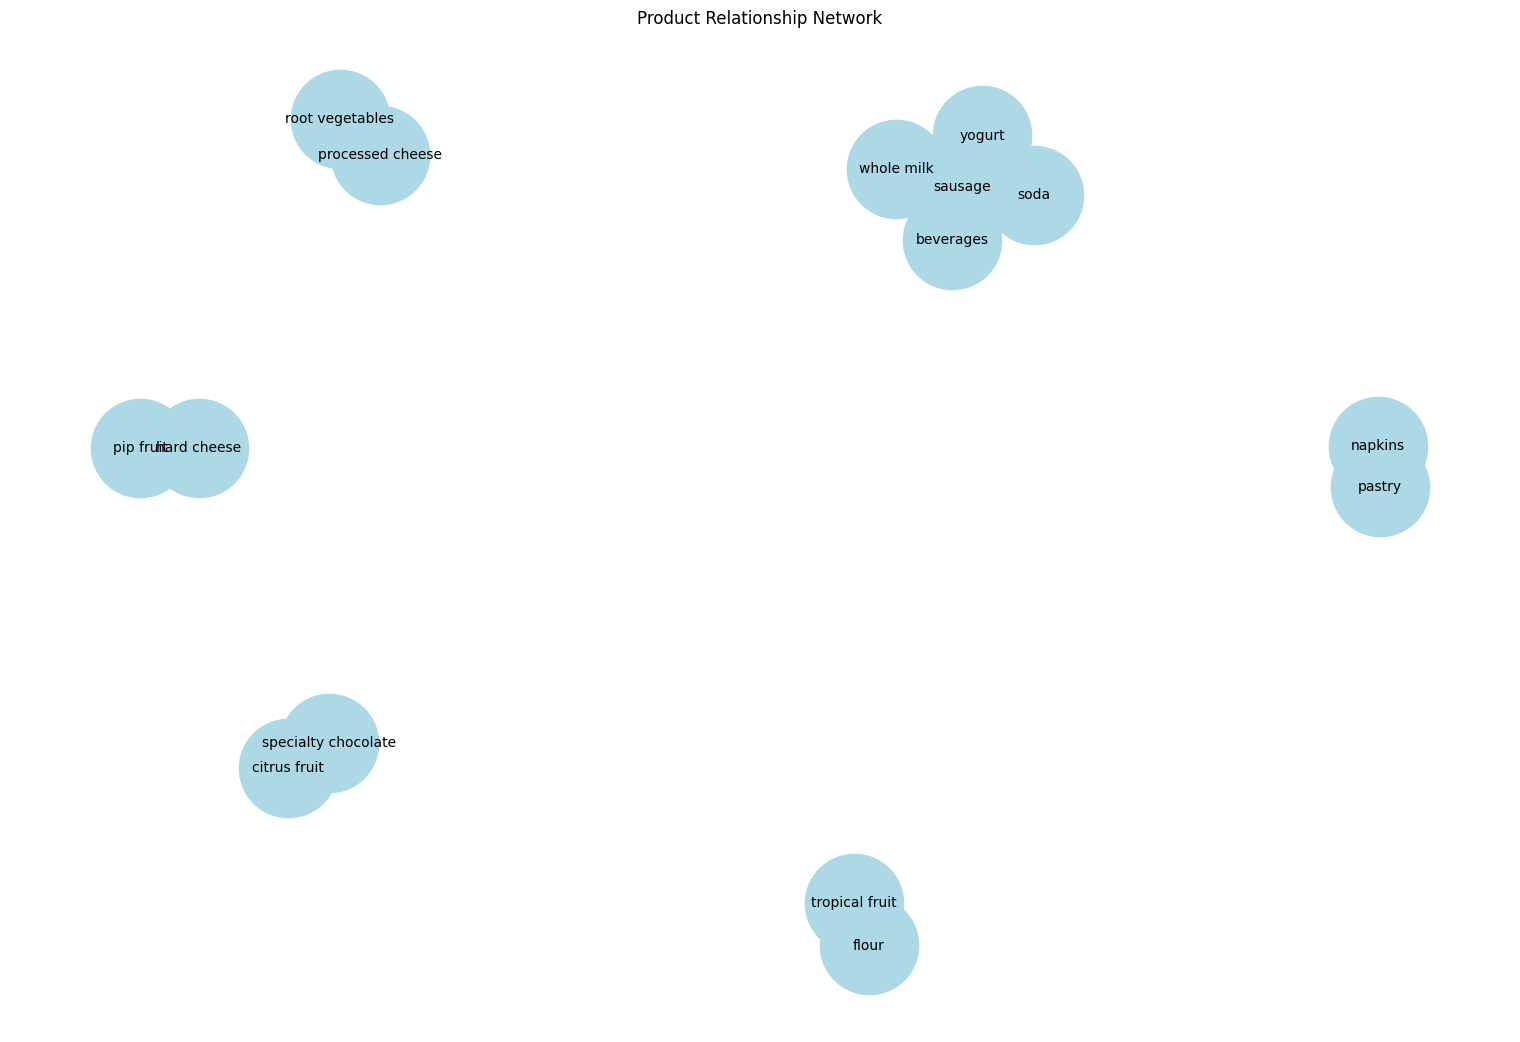 Product Relationship Network
root vegetables
processed cheese
yogurt
whole milk
sausage
soda
beverages
pip fruit
hard cheese
napkins
pastry
specialty chocolate
citrus fruit
tropical fruit
flour